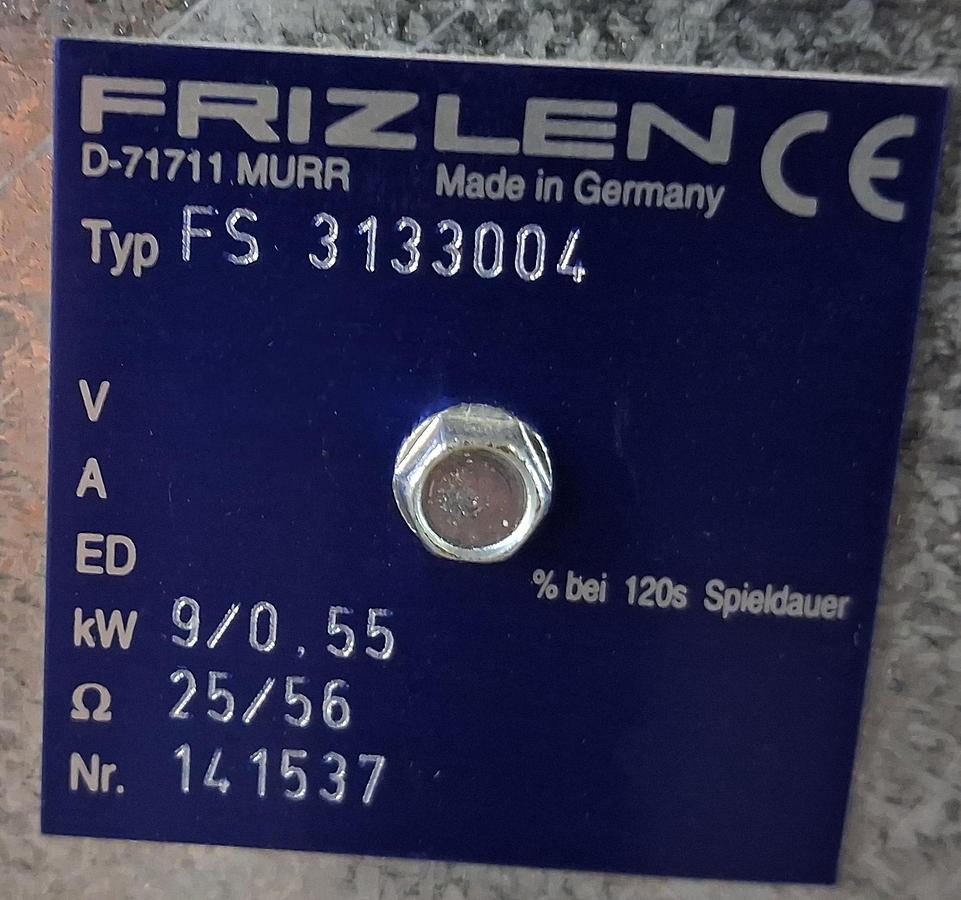 FRIZLEN CE
D-71711 MURR Made in Germany
Typ FS 3133004
V
A
ED
% bei 120s Spieldauer
kW 9/0.55
Ω 25/56
Nr. 141537